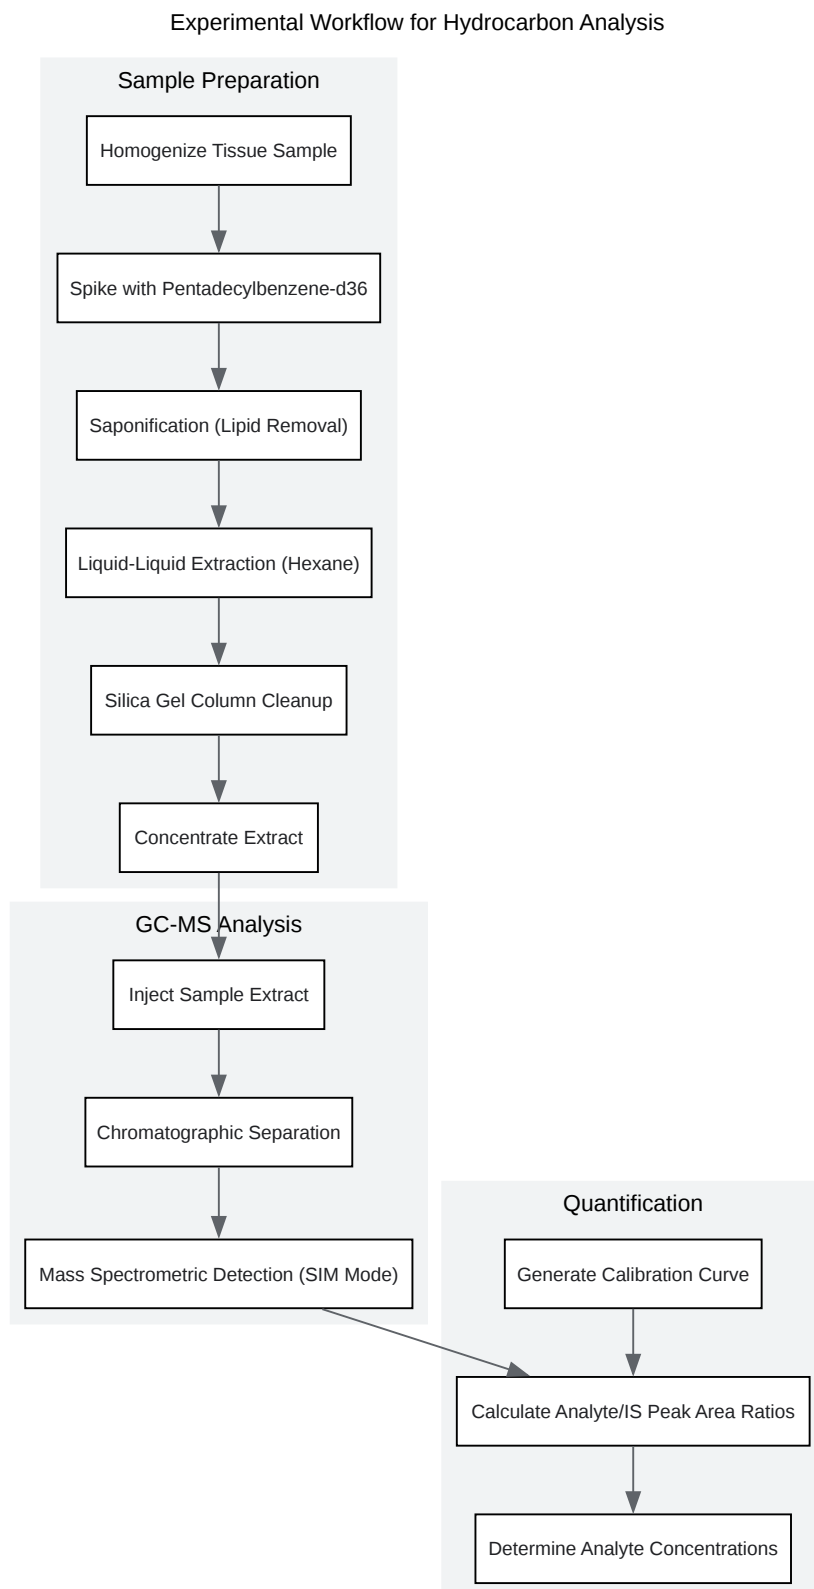 Experimental Workflow for Hydrocarbon Analysis
Sample Preparation
Homogenize Tissue Sample
Spike with Pentadecylbenzene-d36
Saponification (Lipid Removal)
Liquid-Liquid Extraction (Hexane)
Silica Gel Column Cleanup
Concentrate Extract
GC-MS Analysis
Inject Sample Extract
Chromatographic Separation
Mass Spectrometric Detection (SIM Mode)
Quantification
Generate Calibration Curve
Calculate Analyte/IS Peak Area Ratios
Determine Analyte Concentrations